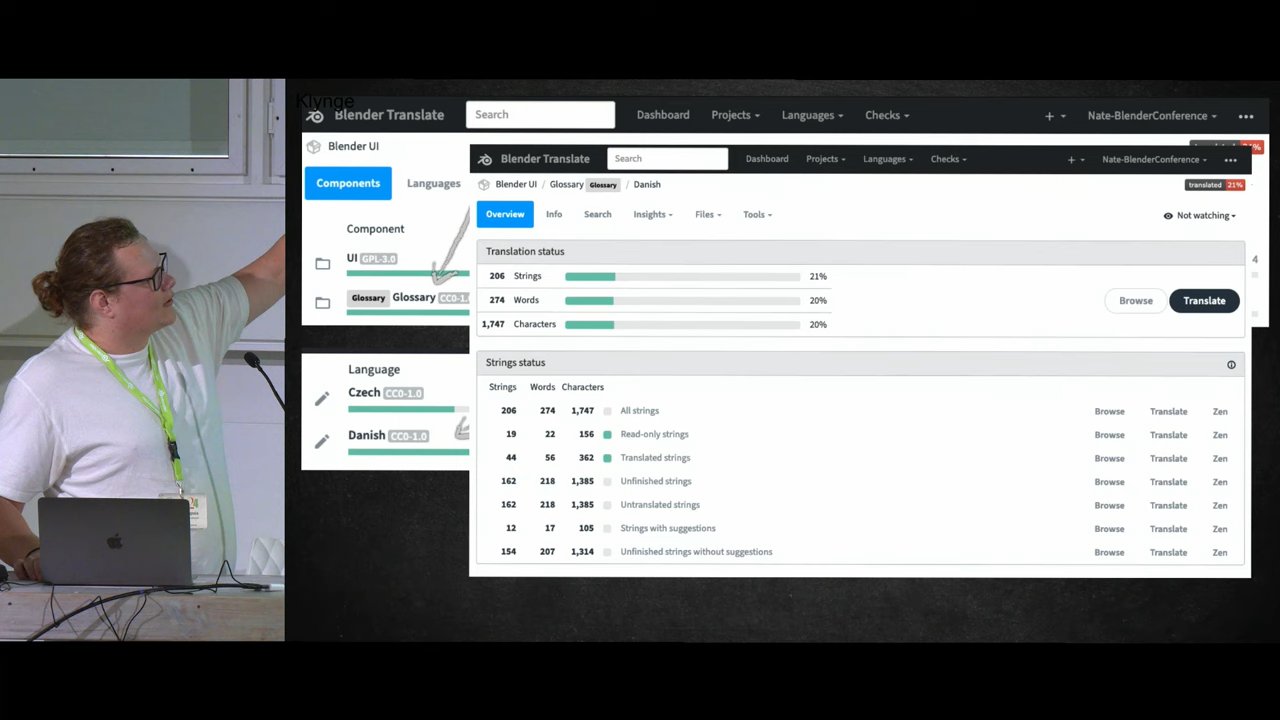 Klynge
Blender Translate Search Dashboard Projects Languages Checks + Nate-BlenderConference
Blender UI
Components Languages
Component
UI GPL-3.0
Glossary Glossary CC0-1.
4
Language
Czech CC0-1.0
Danish CC0-1.0
Blender Translate Search Dashboard Projects Languages Checks + Nate-BlenderConference
Blender UI / Glossary Glossary / Danish translated 21%
Overview Info Search Insights Files Tools Not watching
Translation status
206 Strings 21%
274 Words 20%
1,747 Characters 20%
Browse Translate
Strings status
Strings Words Characters
206 274 1,747 All strings Browse Translate Zen
19 22 156 Read-only strings Browse Translate Zen
44 56 362 Translated strings Browse Translate Zen
162 218 1,385 Unfinished strings Browse Translate Zen
162 218 1,385 Untranslated strings Browse Translate Zen
12 17 105 Strings with suggestions Browse Translate Zen
154 207 1,314 Unfinished strings without suggestions Browse Translate Zen